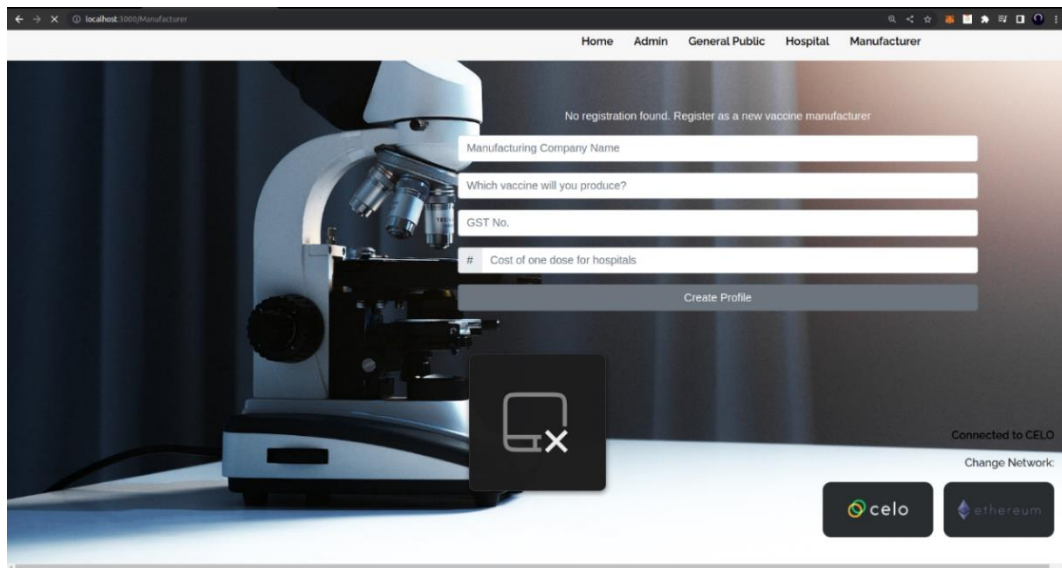 localhost:3000/Manufacturer
Home Admin General Public Hospital Manufacturer
No registration found. Register as a new vaccine manufacturer
Manufacturing Company Name
Which vaccine will you produce?
GST No.
# Cost of one dose for hospitals
Create Profile
Connected to CELO
Change Network:
celo ethereum